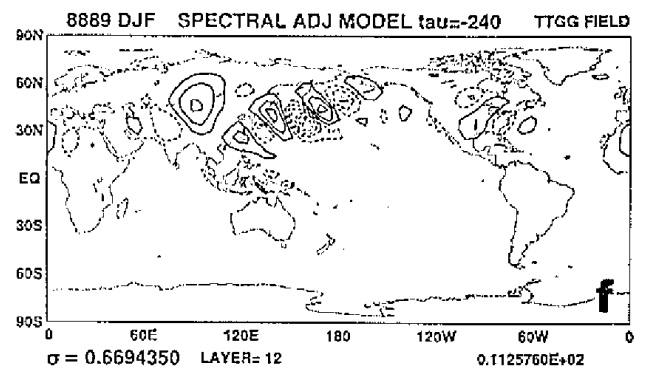 8889 DJF SPECTRAL ADJ MODEL tau=-240 TTGG FIELD
90N
60N
30N
EQ
30S
60S
90S
f
0 60E 120E 180 120W 60W 0
σ = 0.6694350 LAYER= 12 0.1125760E+02